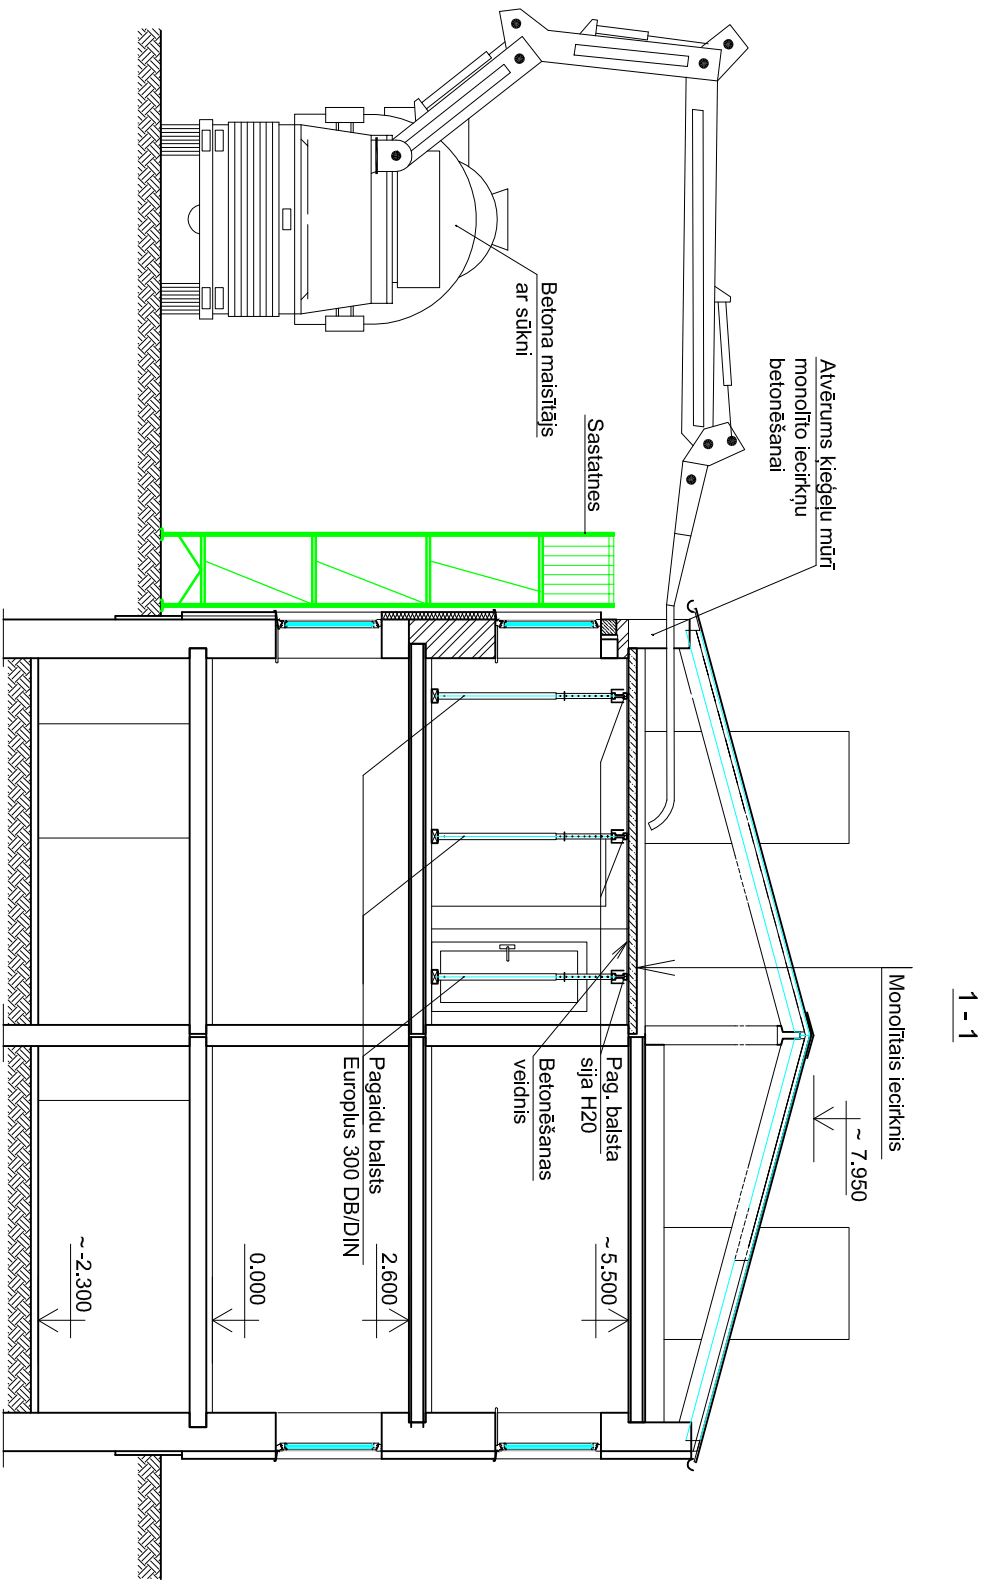 1 - 1
Monolītais iecirknis
~ 7.950
Atvērums ķieģeļu mūrī
monolīto iecirkņu
betonēšanai
Betona maisītājs
ar sūkni
Sastatnes
Pag. balsta
sija H20
Betonēšanas
veidnis
Pagaidu balsts
Europlus 300 DB/DIN
~ 5.500
2.600
0.000
~ -2.300